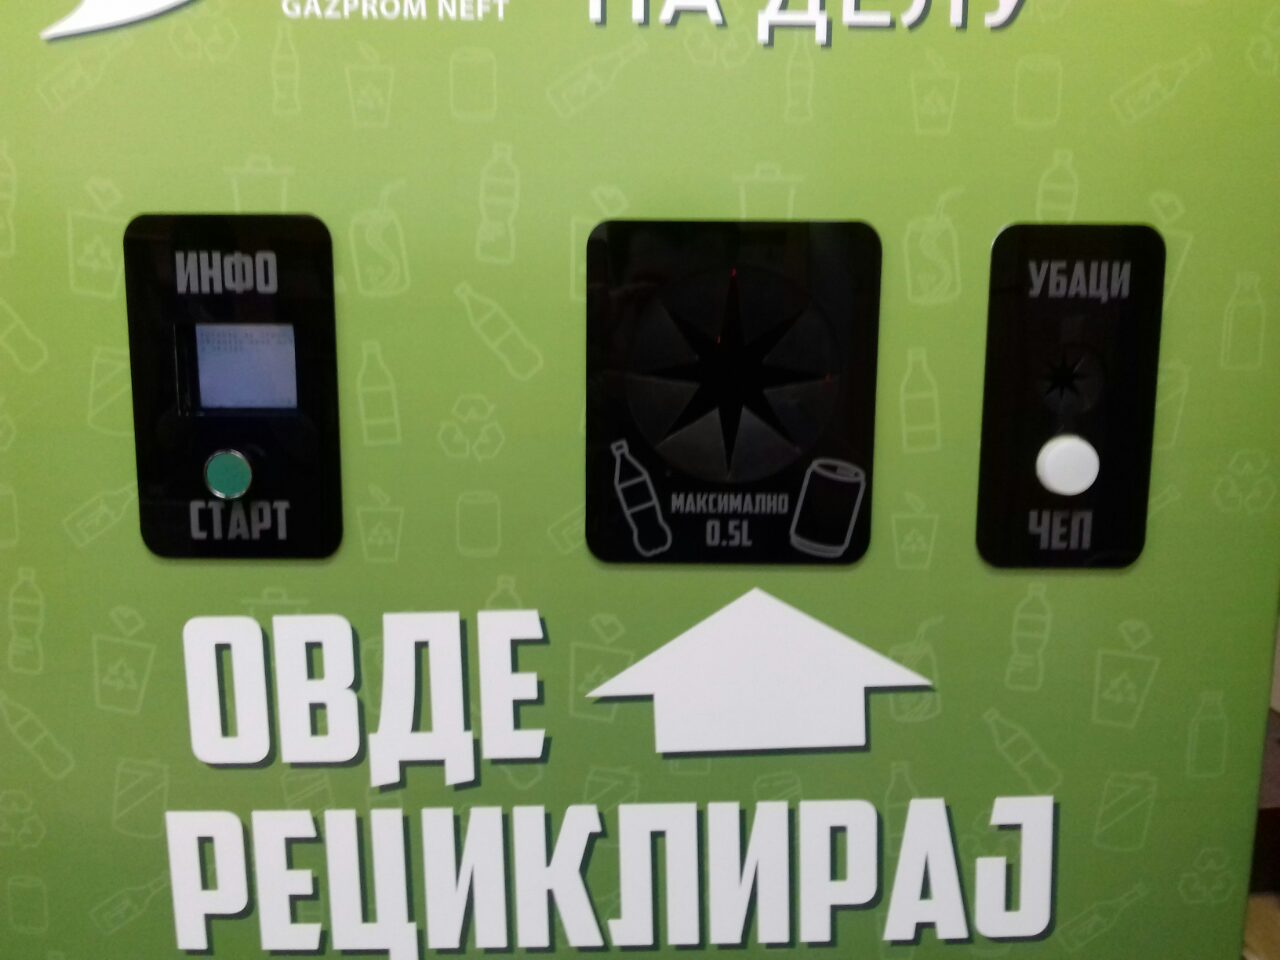 GAZPROM NEFT
НА ДЕЛУ
ИНФО
СТАРТ
МАКСИМАЛНО
0.5L
УБАЦИ
ЧЕП
ОВДЕ
РЕЦИКЛИРАЈ